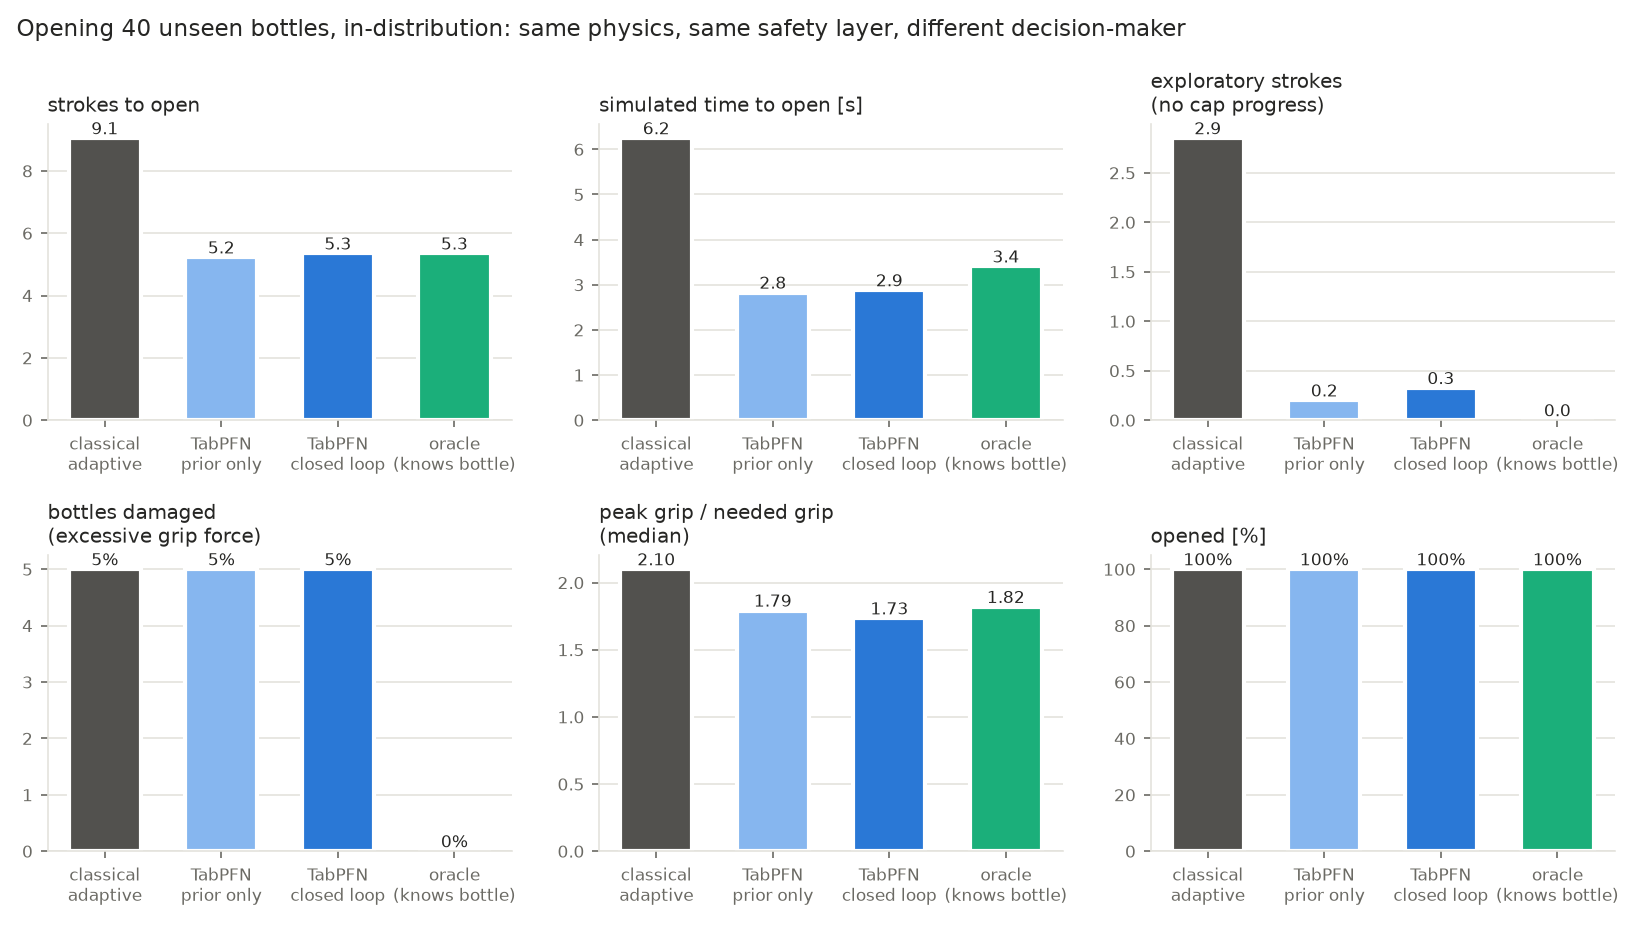 Opening 40 unseen bottles, in-distribution: same physics, same safety layer, different decision-maker
strokes to open
9.1
5.2
5.3
5.3
8
6
4
2
0
classical adaptive
TabPFN prior only
TabPFN closed loop
oracle (knows bottle)
simulated time to open [s]
6.2
2.8
2.9
3.4
6
5
4
3
2
1
0
classical adaptive
TabPFN prior only
TabPFN closed loop
oracle (knows bottle)
exploratory strokes
(no cap progress)
2.9
0.2
0.3
0.0
2.5
2.0
1.5
1.0
0.5
0.0
classical adaptive
TabPFN prior only
TabPFN closed loop
oracle (knows bottle)
bottles damaged
(excessive grip force)
5%
5%
5%
0%
5
4
3
2
1
0
classical adaptive
TabPFN prior only
TabPFN closed loop
oracle (knows bottle)
peak grip / needed grip
(median)
2.10
1.79
1.73
1.82
2.0
1.5
1.0
0.5
0.0
classical adaptive
TabPFN prior only
TabPFN closed loop
oracle (knows bottle)
opened [%]
100%
100%
100%
100%
100
80
60
40
20
0
classical adaptive
TabPFN prior only
TabPFN closed loop
oracle (knows bottle)